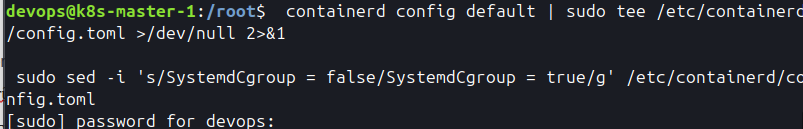 devops@k8s-master-1:/root$  containerd config default | sudo tee /etc/containerd
/config.toml >/dev/null 2>&1
 sudo sed -i 's/SystemdCgroup = false/SystemdCgroup = true/g' /etc/containerd/co
nfig.toml
[sudo] password for devops: